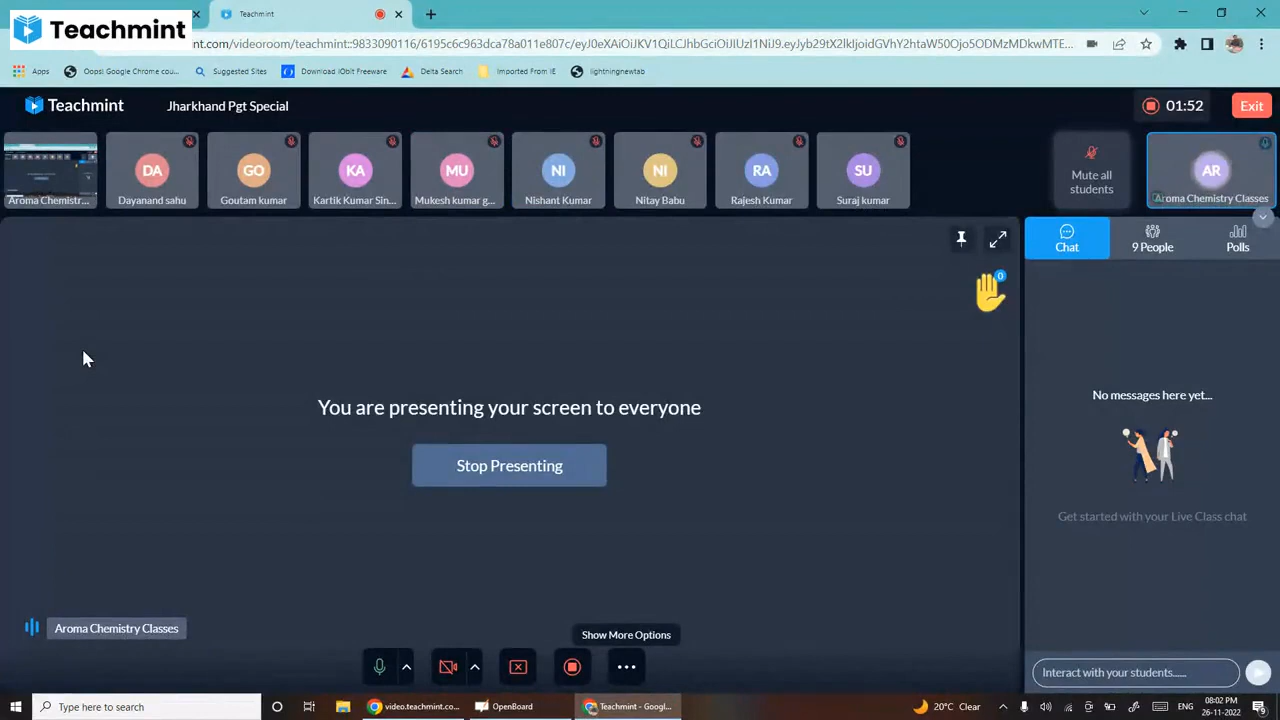 Teachmint
Teachmint
nt.com/videoroom/teachmint::9833090116/6195c6c963dca78a011e807c/eyJ0eXAiOiJKV1QiLCJhbGciOiJIUzI1NiJ9.eyJyb29tX2lkIjoidGVhY2htaW50Ojo5ODMzMDkwMTE...
Apps
Oops! Google Chrome cou...
Suggested Sites
Download IObit Freeware
Delta Search
Imported From IE
lightningnewtab
Teachmint
Jharkhand Pgt Special
01:52
Exit
DA
GO
KA
MU
NI
NI
RA
SU
AR
Mute all
students
Aroma Chemistr...
Dayanand sahu
Goutam kumar
Kartik Kumar Sin...
Mukesh kumar g...
Nishant Kumar
Nitay Babu
Rajesh Kumar
Suraj kumar
Aroma Chemistry Classes
Chat
9 People
Polls
0
You are presenting your screen to everyone
Stop Presenting
No messages here yet...
Get started with your Live Class chat
Aroma Chemistry Classes
Show More Options
Interact with your students......
Type here to search
video.teachmint.co...
OpenBoard
Teachmint - Googl...
20°C Clear
ENG
08:02 PM
26-11-2022